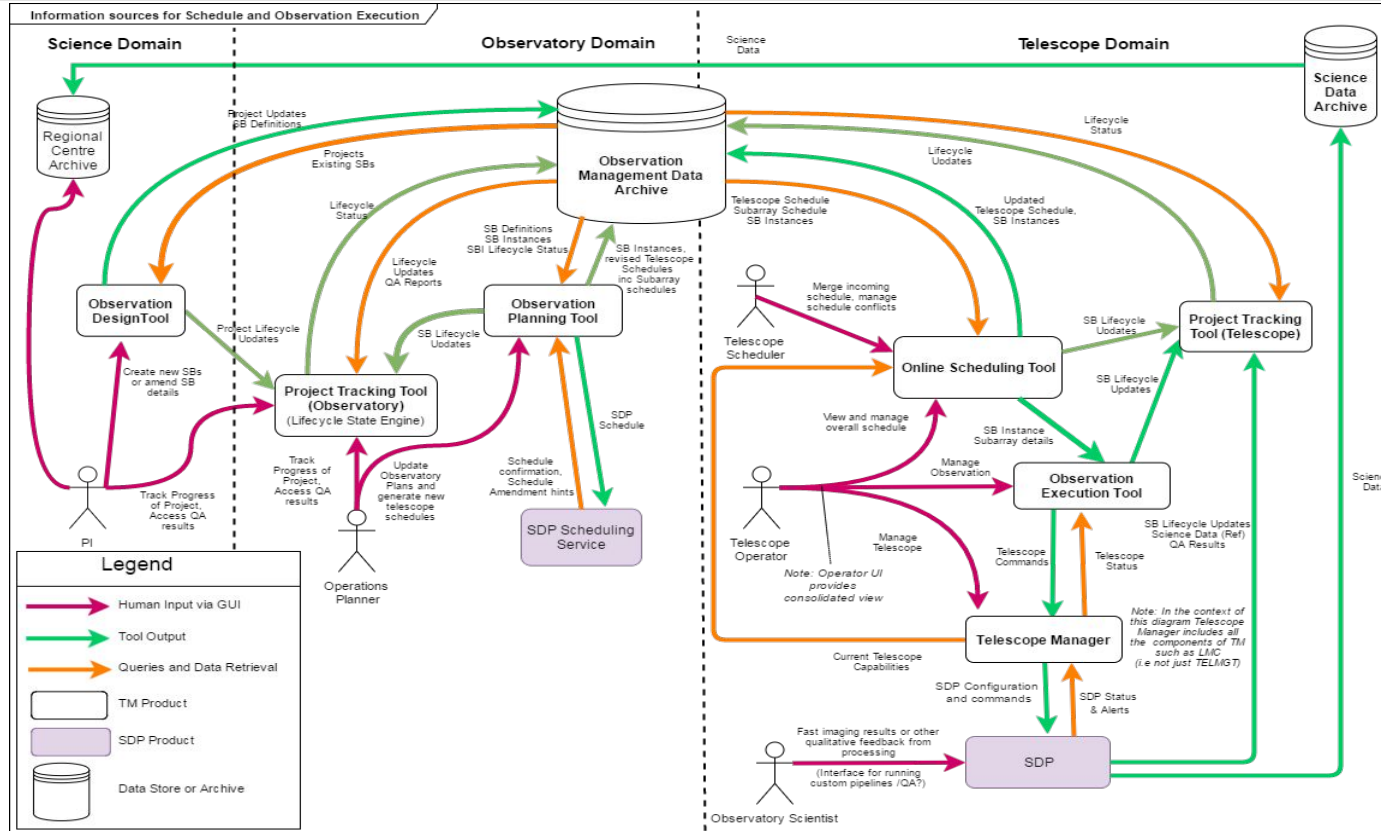 Information sources for Schedule and Observation Execution
Science Domain
Observatory Domain
Telescope Domain
Science
Data
Science
Data
Archive
Regional
Centre
Archive
Project Updates
SB Definitions
Projects
Existing SBs
Lifecycle
Status
Observation
Management Data
Archive
Lifecycle
Status
Lifecycle
Updates
Telescope Schedule
Subarray Schedule
SB Instances
Updated
Telescope Schedule,
SB Instances
SB Definitions
SB Instances
SBI Lifecycle Status
SB Instances,
revised Telescope
Schedules
inc Subarray
schedules
Lifecycle
Updates
QA Reports
Observation
DesignTool
Observation
Planning Tool
Project Lifecycle
Updates
SB Lifecycle
Updates
Create new SBs
or amend SB
details
Project Tracking Tool
(Observatory)
(Lifecycle State Engine)
SDP
Schedule
Track Progress
of Project,
Access QA
results
PI
Track
Progress of
Project,
Access QA
results
Update
Observatory
Plans and
generate new
telescope
schedules
Schedule
confirmation,
Schedule
Amendment hints
SDP Scheduling
Service
Operations
Planner
Merge incoming
schedule, manage
schedule conflicts
Telescope
Scheduler
Online Scheduling Tool
SB Lifecycle
Updates
Project Tracking
Tool (Telescope)
SB Lifecycle
Updates
View and manage
overall schedule
SB Instance
Subarray details
Manage
Observation
Observation
Execution Tool
Telescope
Operator
Manage
Telescope
Note: Operator UI
provides
consolidated view
Telescope
Commands
Telescope
Status
SB Lifecycle Updates
Science Data (Ref)
QA Results
Scienc
Data
Telescope Manager
Note: In the context of
this diagram Telescope
Manager includes all
the components of TM
such as LMC
(i.e not just TELMGT)
Current Telescope
Capabilities
SDP Configuration
and commands
SDP Status
& Alerts
Fast imaging results or other
qualitative feedback from
processing
(Interface for running
custom pipelines /QA?)
SDP
Observatory Scientist
Legend
Human Input via GUI
Tool Output
Queries and Data Retrieval
TM Product
SDP Product
Data Store or Archive